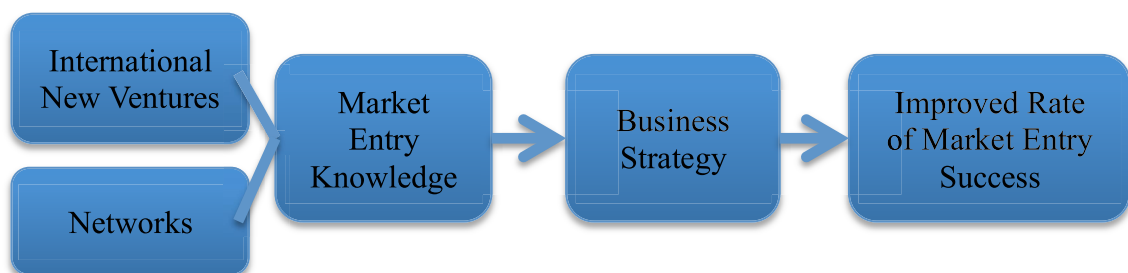 International
New Ventures
Networks
Market
Entry
Knowledge
Business
Strategy
Improved Rate
of Market Entry
Success